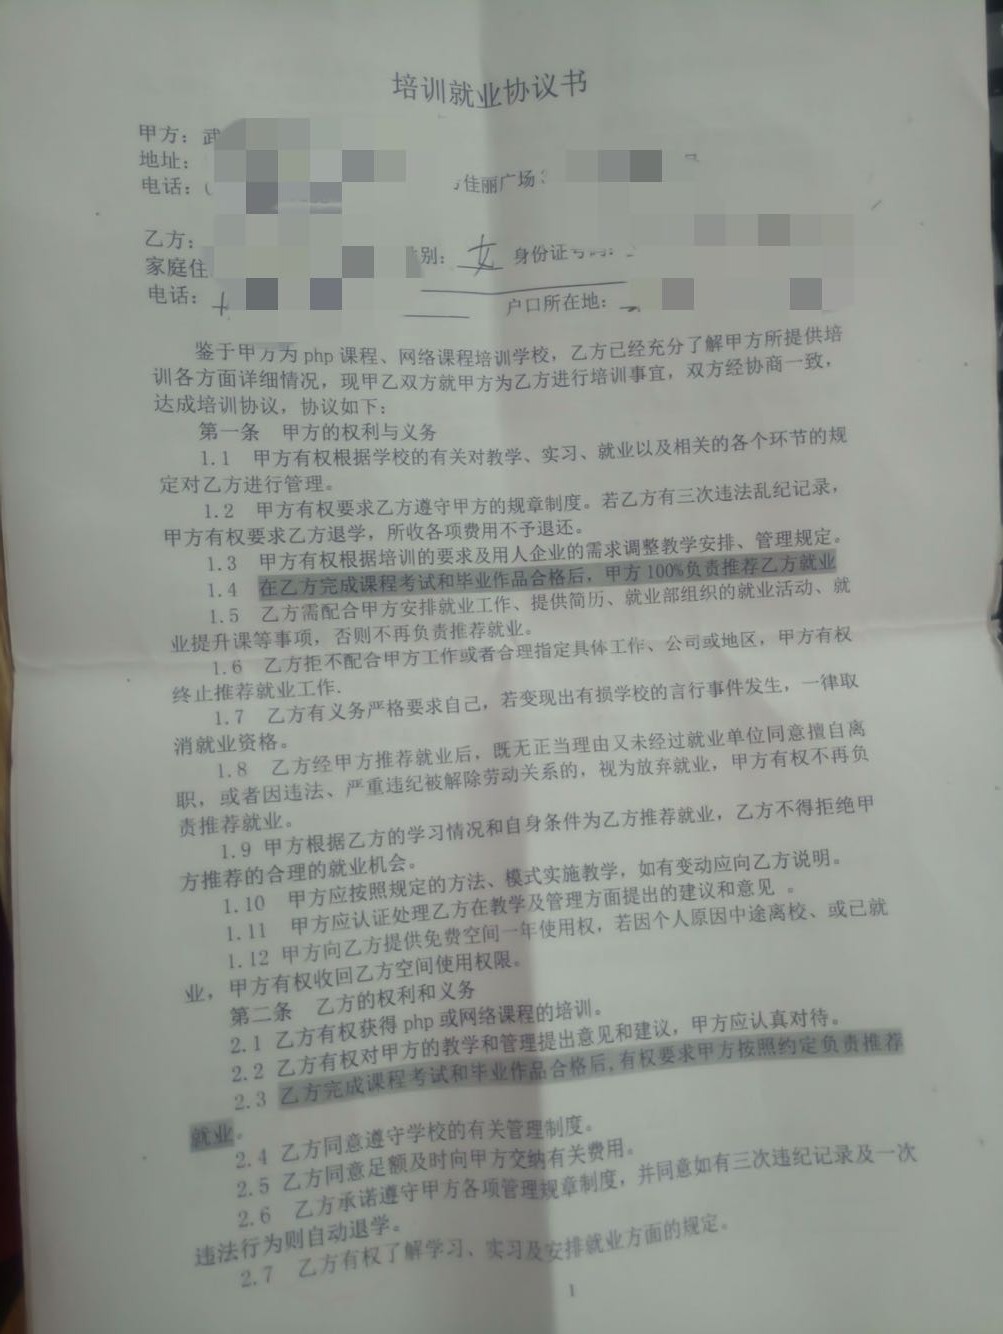 培训就业协议书
甲方：武
地址：
电话：
佳丽广场
乙方：
别：女 身份证号码：
家庭住
电话：
户口所在地：
鉴于甲方为 php 课程、网络课程培训学校，乙方已经充分了解甲方所提供培
训各方面详细情况，现甲乙双方就甲方为乙方进行培训事宜，双方经协商一致，
达成培训协议，协议如下：
第一条 甲方的权利与义务
1.1 甲方有权根据学校的有关对教学、实习、就业以及相关的各个环节的规
定对乙方进行管理。
1.2 甲方有权要求乙方遵守甲方的规章制度。若乙方有三次违法乱纪记录，
甲方有权要求乙方退学，所收各项费用不予退还。
1.3 甲方有权根据培训的要求及用人企业的需求调整教学安排、管理规定。
1.4 在乙方完成课程考试和毕业作品合格后，甲方 100%负责推荐乙方就业
1.5 乙方需配合甲方安排就业工作、提供简历、就业部组织的就业活动、就
业提升课等事项，否则不再负责推荐就业。
1.6 乙方拒不配合甲方工作或者合理指定具体工作、公司或地区，甲方有权
终止推荐就业工作.
1.7 乙方有义务严格要求自己，若变现出有损学校的言行事件发生，一律取
消就业资格。
1.8 乙方经甲方推荐就业后，既无正当理由又未经过就业单位同意擅自离
职，或者因违法、严重违纪被解除劳动关系的，视为放弃就业，甲方有权不再负
责推荐就业。
1.9 甲方根据乙方的学习情况和自身条件为乙方推荐就业，乙方不得拒绝甲
方推荐的合理的就业机会。
1.10 甲方应按照规定的方法、模式实施教学，如有变动应向乙方说明。
1.11 甲方应认证处理乙方在教学及管理方面提出的建议和意见 。
1.12 甲方向乙方提供免费空间一年使用权，若因个人原因中途离校、或已就
业，甲方有权收回乙方空间使用权限。
第二条 乙方的权利和义务
2.1 乙方有权获得 php 或网络课程的培训。
2.2 乙方有权对甲方的教学和管理提出意见和建议，甲方应认真对待。
2.3 乙方完成课程考试和毕业作品合格后,有权要求甲方按照约定负责推荐
就业。
2.4 乙方同意遵守学校的有关管理制度。
2.5 乙方同意足额及时向甲方交纳有关费用。
2.6 乙方承诺遵守甲方各项管理规章制度，并同意如有三次违纪记录及一次
违法行为则自动退学。
2.7 乙方有权了解学习、实习及安排就业方面的规定。
1